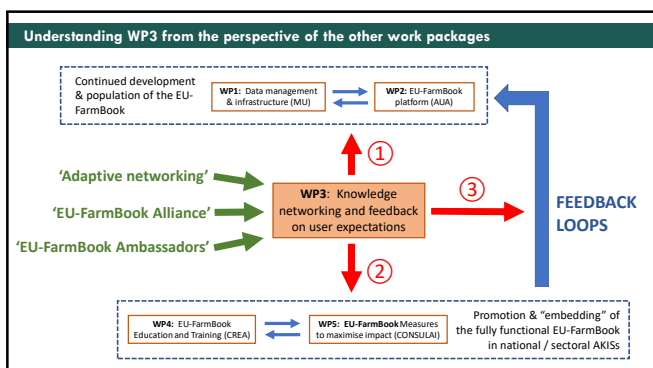 Understanding WP3 from the perspective of the other work packages
Continued development
& population of the EU-
FarmBook
WP1: Data management
& infrastructure (MU)
WP2: EU-FarmBook
platform (AUA)
①
'Adaptive networking'
'EU-FarmBook Alliance'
'EU-FarmBook Ambassadors'
WP3: Knowledge
networking and feedback
on user expectations
③
FEEDBACK
LOOPS
②
WP4: EU-FarmBook
Education and Training (CREA)
WP5: EU-FarmBook Measures
to maximise impact (CONSULAI)
Promotion & “embedding” of
the fully functional EU-FarmBook
in national / sectoral AKISs